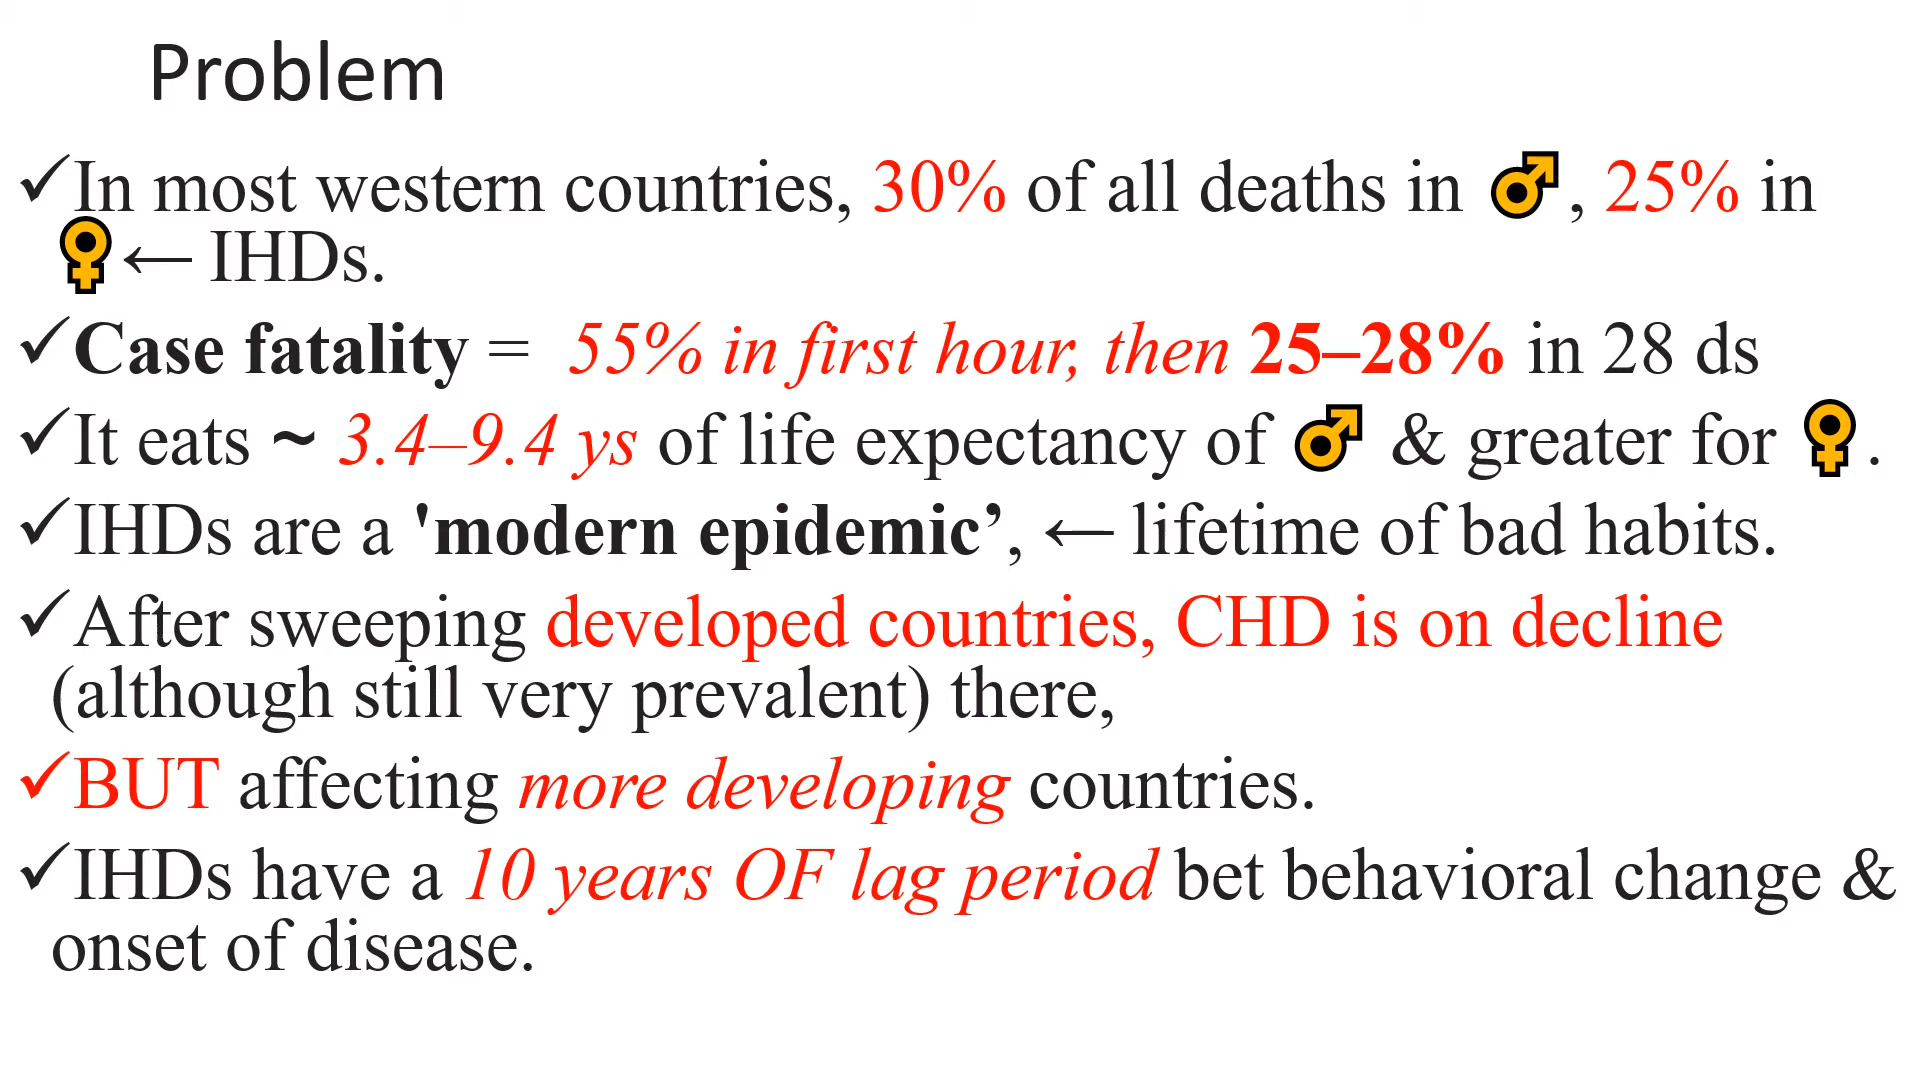 Problem
✓In most western countries, 30% of all deaths in ♂, 25% in
♀← IHDs.
✓Case fatality = 55% in first hour, then 25–28% in 28 ds
✓It eats ~ 3.4–9.4 ys of life expectancy of ♂ & greater for ♀.
✓IHDs are a 'modern epidemic’, ← lifetime of bad habits.
✓After sweeping developed countries, CHD is on decline
(although still very prevalent) there,
✓BUT affecting more developing countries.
✓IHDs have a 10 years OF lag period bet behavioral change &
onset of disease.